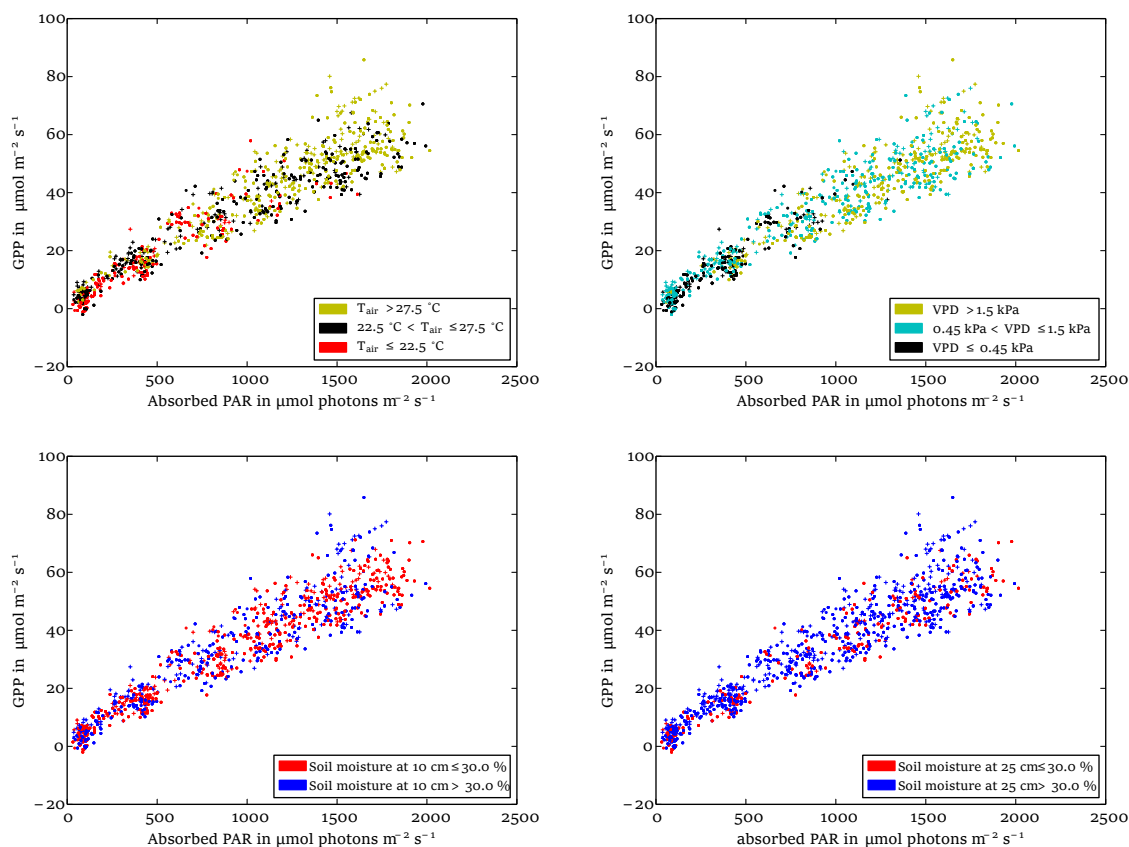 100
80
60
40
20
0
−20
GPP in µmol m⁻² s⁻¹
T_air >27.5 °C
22.5 °C < T_air ≤27.5 °C
T_air ≤ 22.5 °C
0 500 1000 1500 2000 2500
Absorbed PAR in µmol photons m⁻² s⁻¹
100
80
60
40
20
0
−20
GPP in µmol m⁻² s⁻¹
VPD >1.5 kPa
0.45 kPa < VPD ≤1.5 kPa
VPD ≤ 0.45 kPa
0 500 1000 1500 2000 2500
Absorbed PAR in µmol photons m⁻² s⁻¹
100
80
60
40
20
0
−20
GPP in µmol m⁻² s⁻¹
Soil moisture at 10 cm≤30.0 %
Soil moisture at 10 cm> 30.0 %
0 500 1000 1500 2000 2500
Absorbed PAR in µmol photons m⁻² s⁻¹
100
80
60
40
20
0
−20
GPP in µmol m⁻² s⁻¹
Soil moisture at 25 cm≤30.0 %
Soil moisture at 25 cm> 30.0 %
0 500 1000 1500 2000 2500
absorbed PAR in µmol photons m⁻² s⁻¹